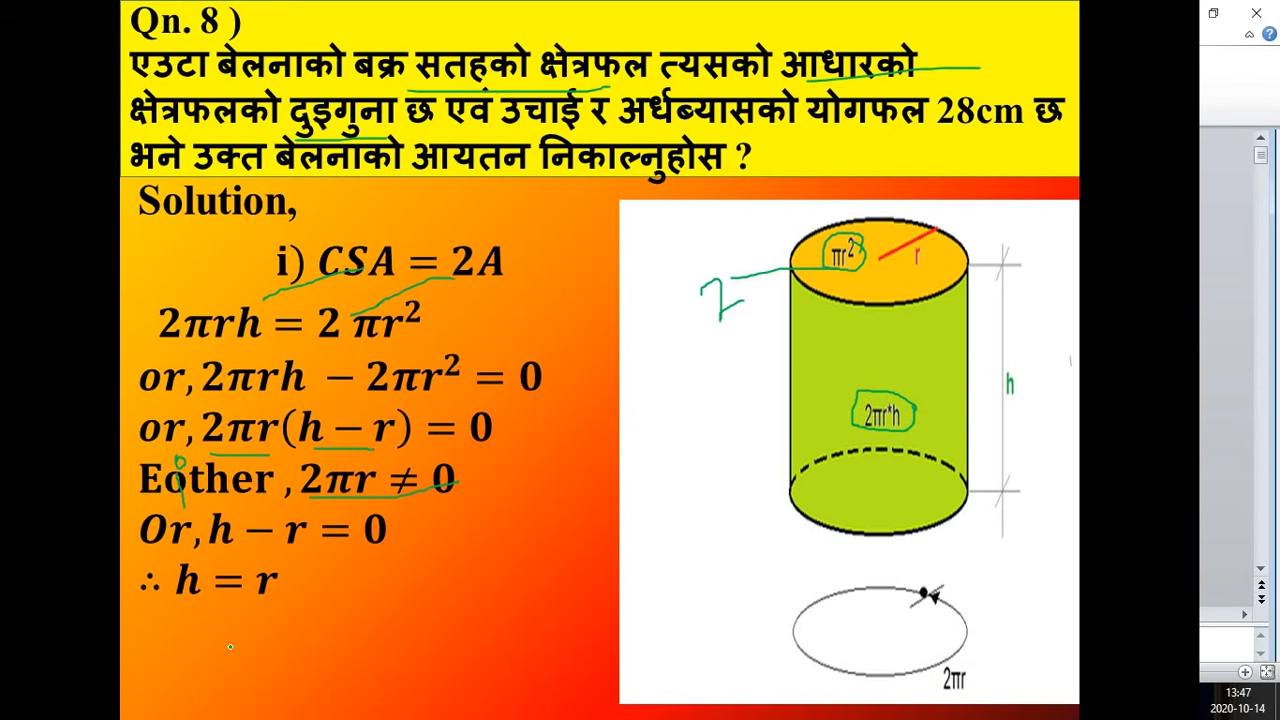 Qn. 8 )
एउटा बेलनाको बक्र सतहको क्षेत्रफल त्यसको आधारको
क्षेत्रफलको दुइगुना छ एवं उचाई र अर्धब्यासको योगफल 28cm छ
भने उक्त बेलनाको आयतन निकाल्नुहोस ?
Solution,
i) CSA = 2A
2πrh = 2 πr²
or, 2πrh − 2πr² = 0
or, 2πr(h − r) = 0
Eother , 2πr ≠ 0
Or, h − r = 0
∴ h = r
πr²
r
2
h
2πr*h
2πr
13:47
2020-10-14